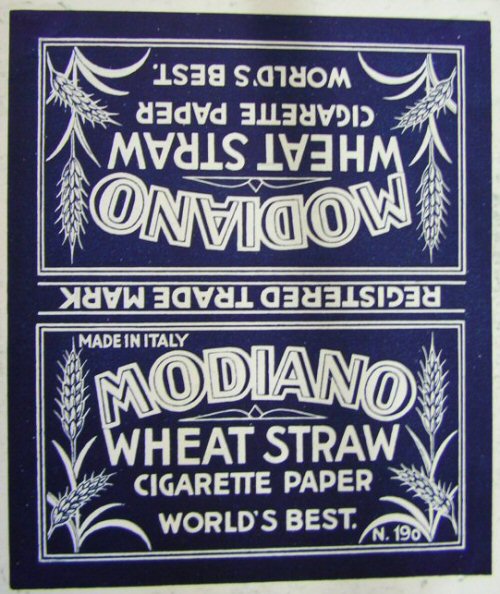 WORLD'S BEST.
CIGARETTE PAPER
WHEAT STRAW
MODIANO
REGISTERED TRADE MARK
MADE IN ITALY
MODIANO
WHEAT STRAW
CIGARETTE PAPER
WORLD'S BEST.
N. 190